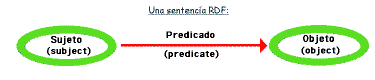 Una sentencia RDF:
Sujeto
(subject)
Predicado
(predicate)
Objeto
(object)